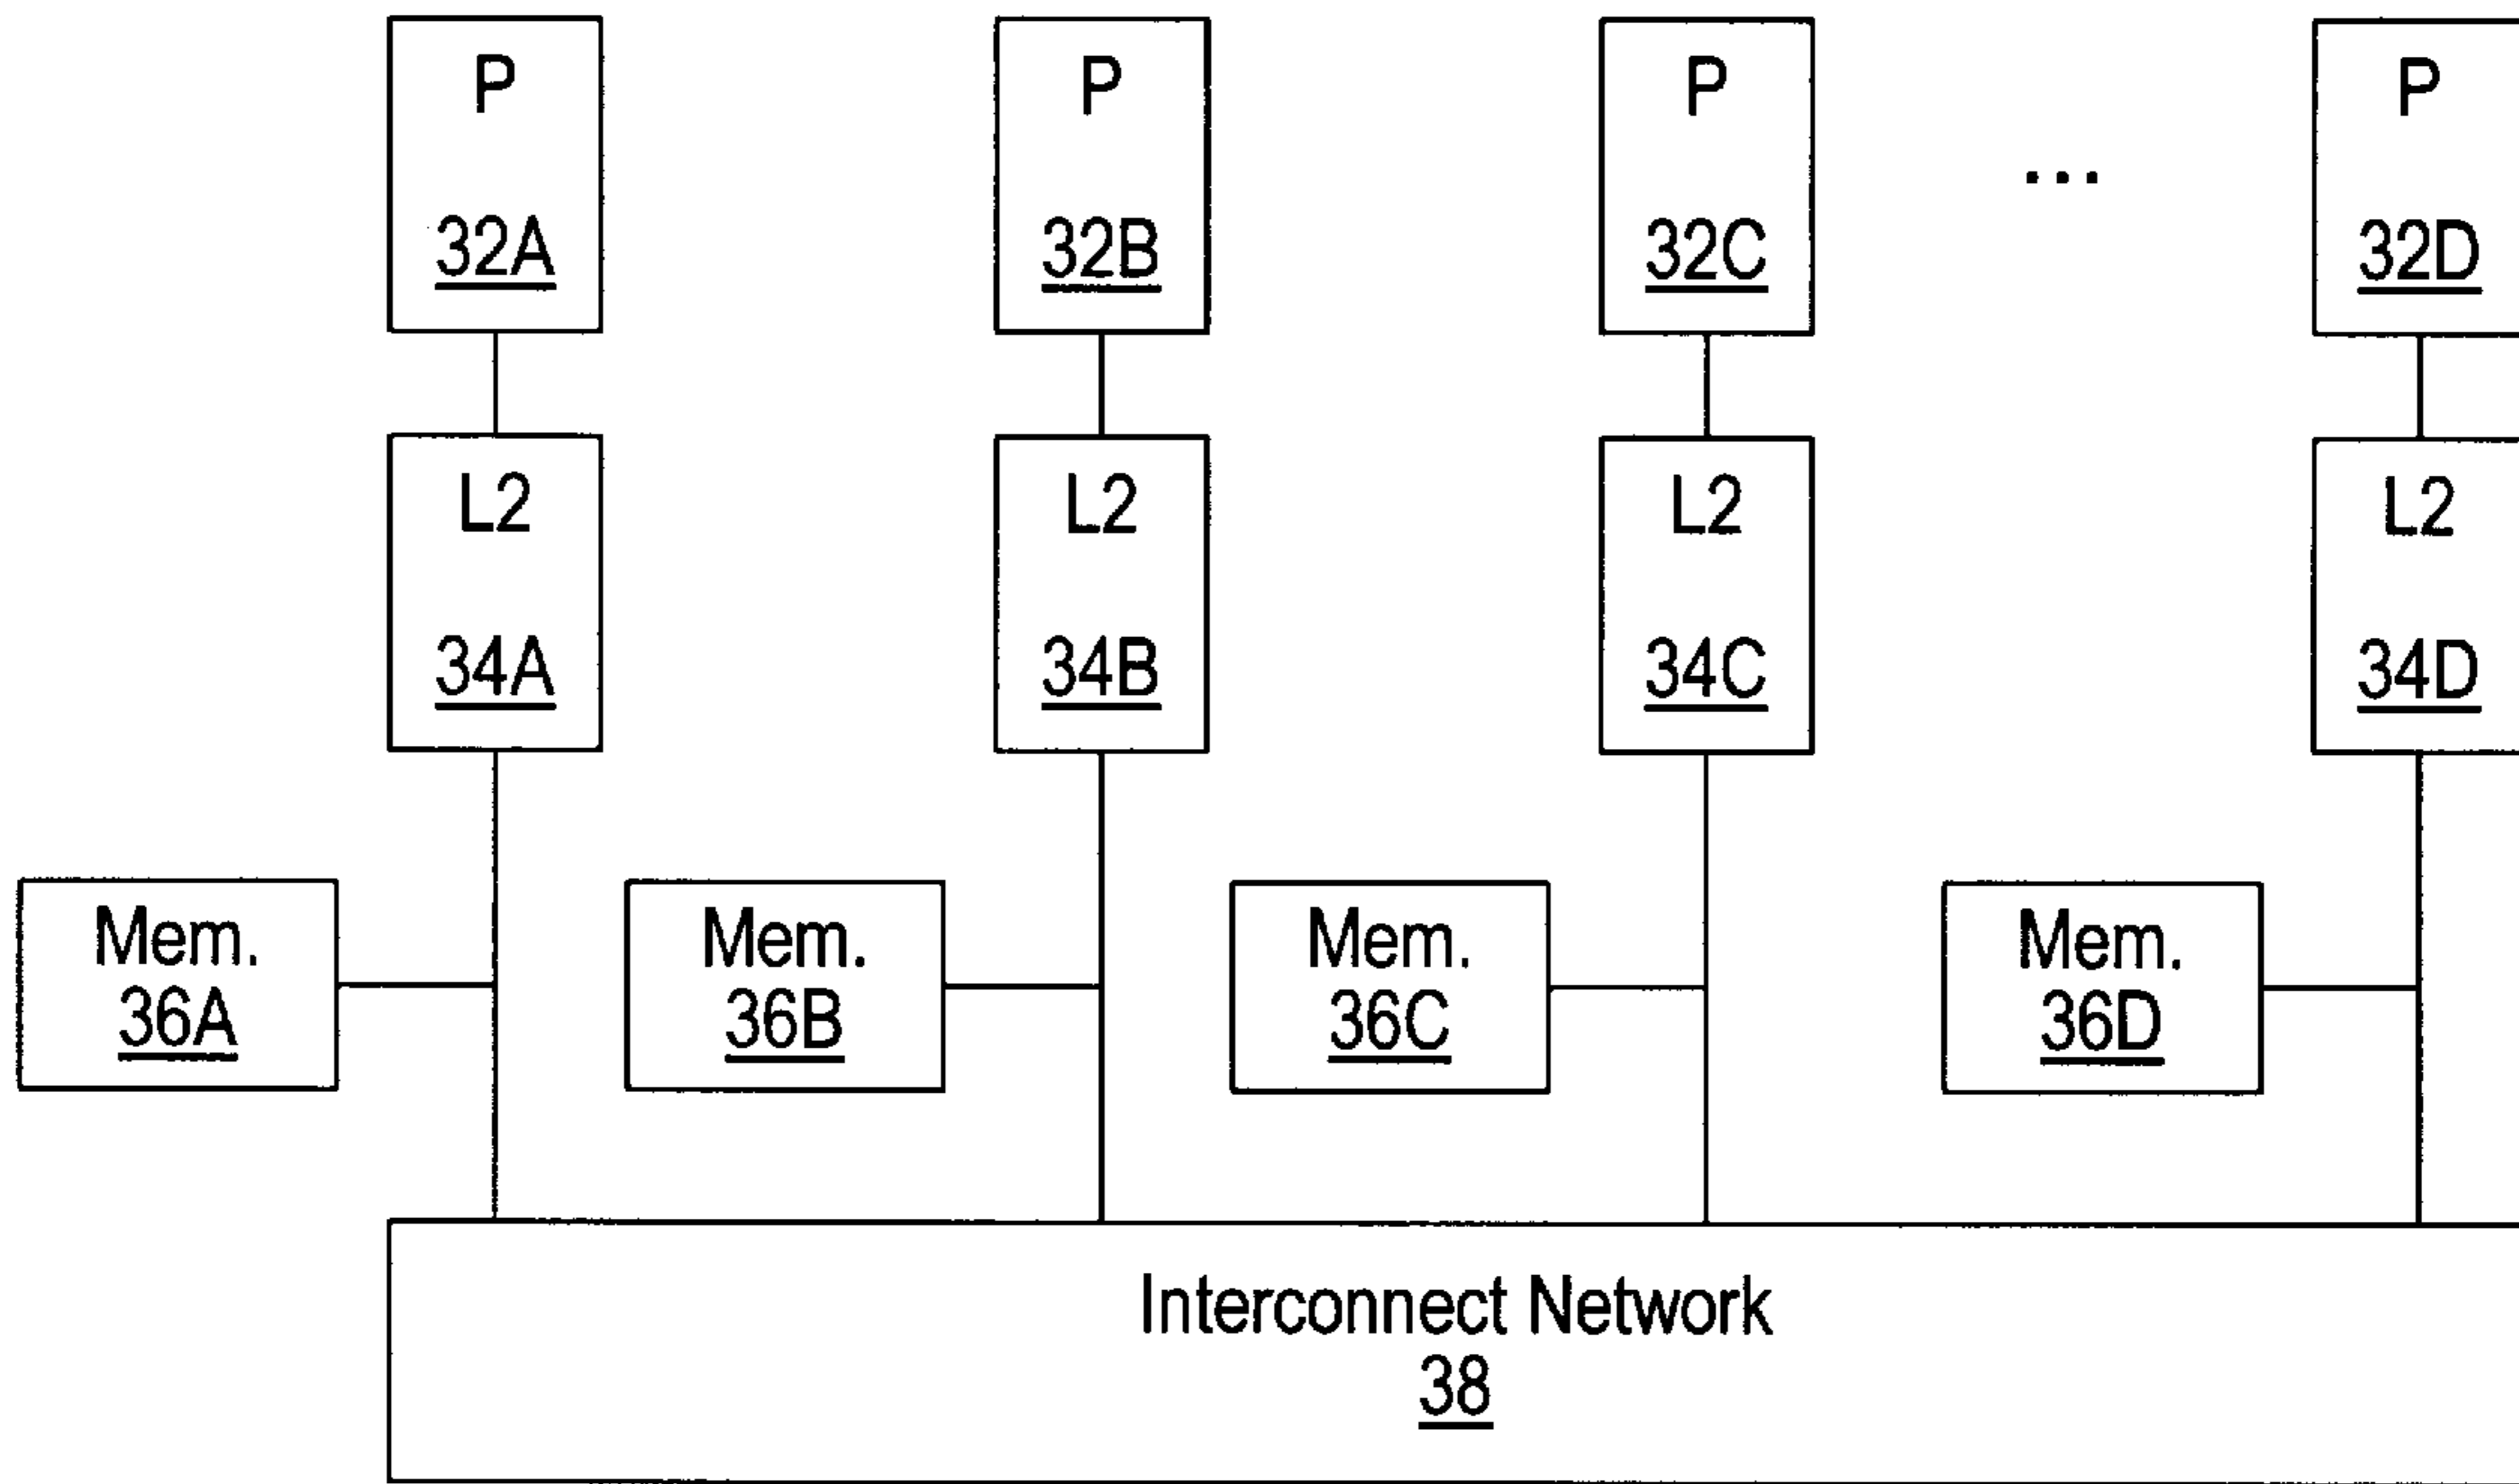 P
32A
P
32B
P
32C
...
P
32D
L2
34A
L2
34B
L2
34C
L2
34D
Mem.
36A
Mem.
36B
Mem.
36C
Mem.
36D
Interconnect Network
38